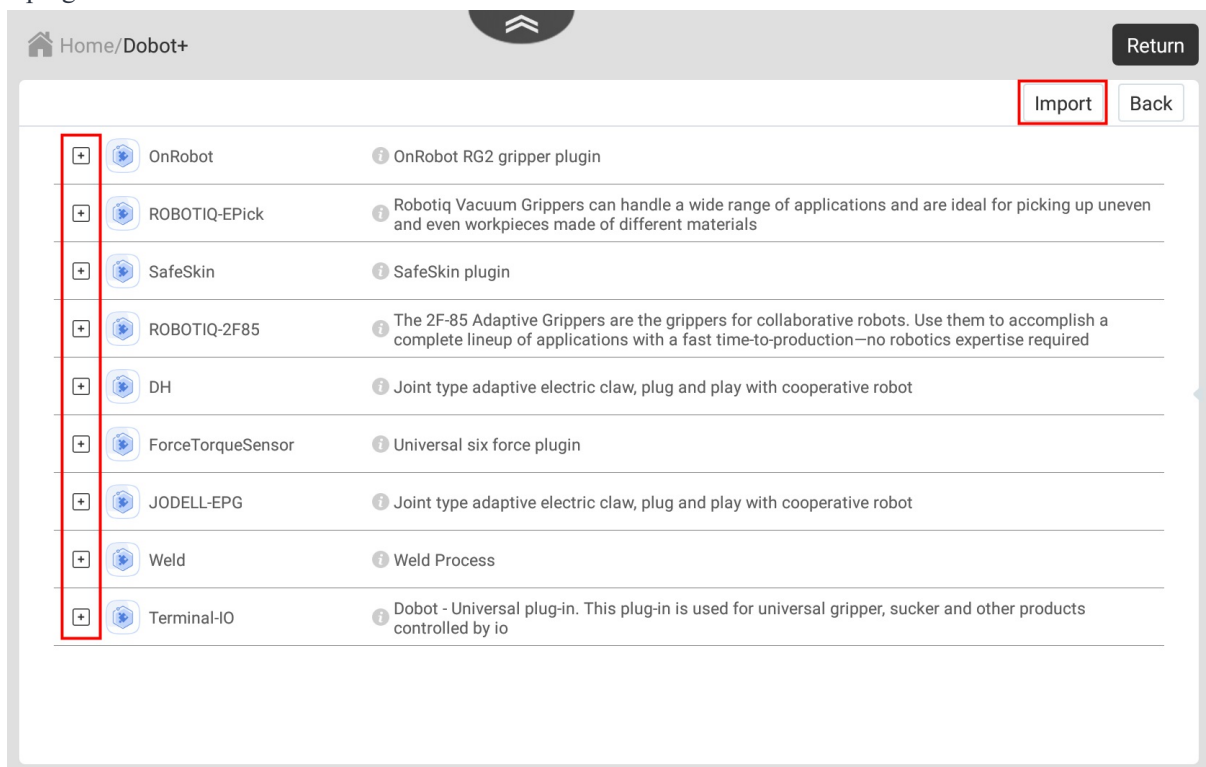 Home/Dobot+
Return
Import Back
OnRobot OnRobot RG2 gripper plugin
ROBOTIQ-EPick Robotiq Vacuum Grippers can handle a wide range of applications and are ideal for picking up uneven
and even workpieces made of different materials
SafeSkin SafeSkin plugin
ROBOTIQ-2F85 The 2F-85 Adaptive Grippers are the grippers for collaborative robots. Use them to accomplish a
complete lineup of applications with a fast time-to-production—no robotics expertise required
DH Joint type adaptive electric claw, plug and play with cooperative robot
ForceTorqueSensor Universal six force plugin
JODELL-EPG Joint type adaptive electric claw, plug and play with cooperative robot
Weld Weld Process
Terminal-IO Dobot - Universal plug-in. This plug-in is used for universal gripper, sucker and other products
controlled by io